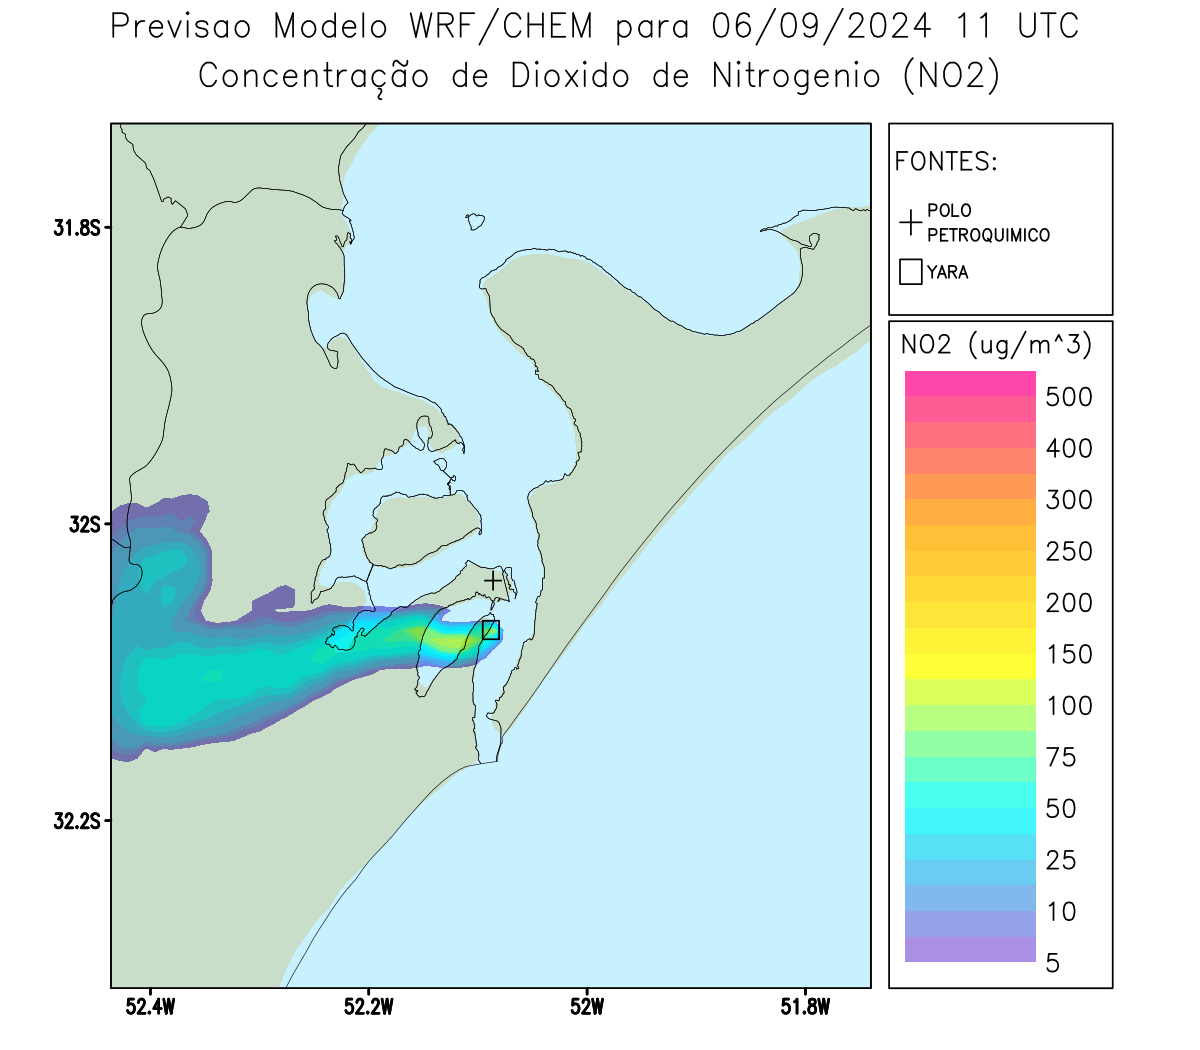 Previsao Modelo WRF/CHEM para 06/09/2024 11 UTC
Concentração de Dioxido de Nitrogenio (NO2)
FONTES:
POLO
PETROQUIMICO
YARA
NO2 (ug/m^3)
500
400
300
250
200
150
100
75
50
25
10
5
31.8S
32S
32.2S
52.4W
52.2W
52W
51.8W